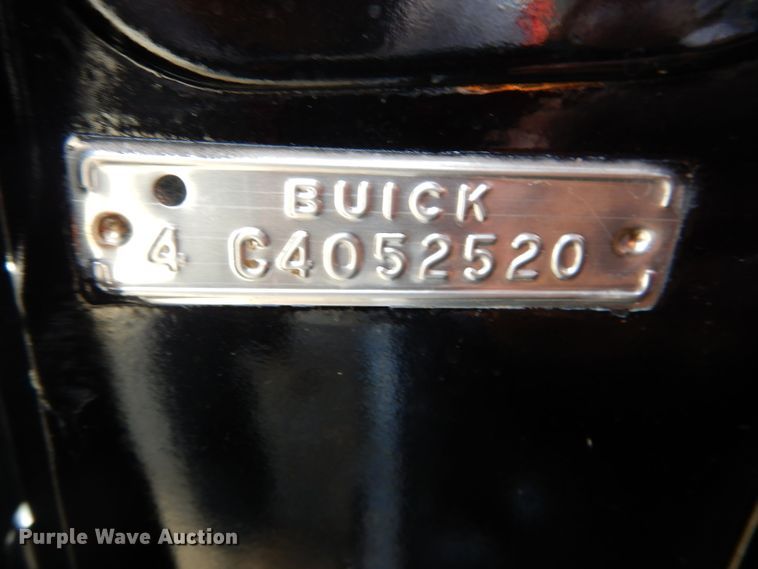 BUICK
4 C4052520
Purple Wave Auction